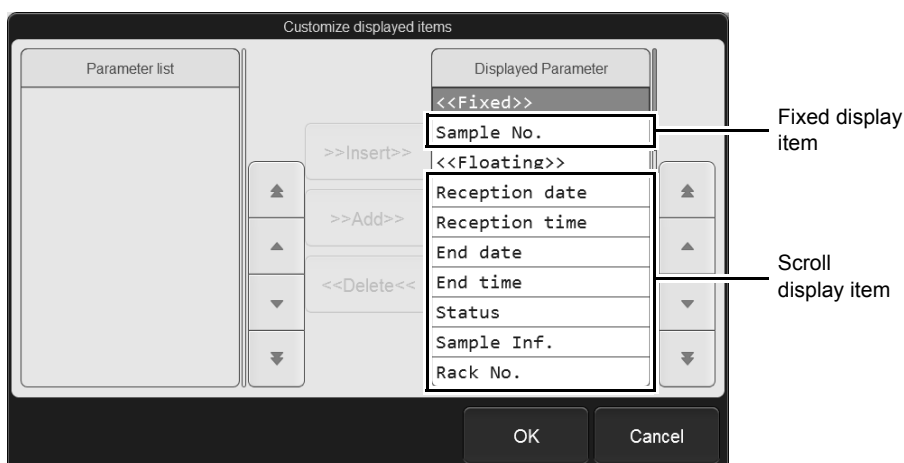 Customize displayed items
Parameter list
Displayed Parameter
<<Fixed>>
Sample No.
<<Floating>>
Reception date
Reception time
End date
End time
Status
Sample Inf.
Rack No.
>>Insert>>
>>Add>>
<<Delete<<
OK
Cancel
Fixed display
item
Scroll
display item